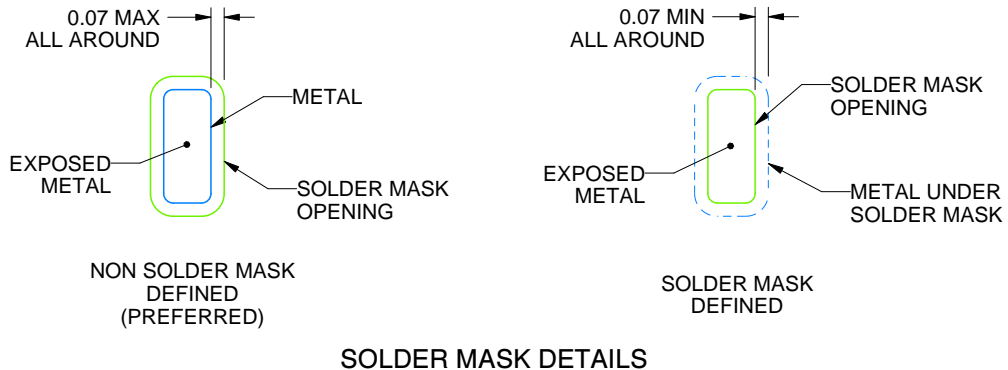 0.07 MAX
ALL AROUND
METAL
EXPOSED
METAL
SOLDER MASK
OPENING
NON SOLDER MASK
DEFINED
(PREFERRED)
0.07 MIN
ALL AROUND
SOLDER MASK
OPENING
EXPOSED
METAL
METAL UNDER
SOLDER MASK
SOLDER MASK
DEFINED
SOLDER MASK DETAILS